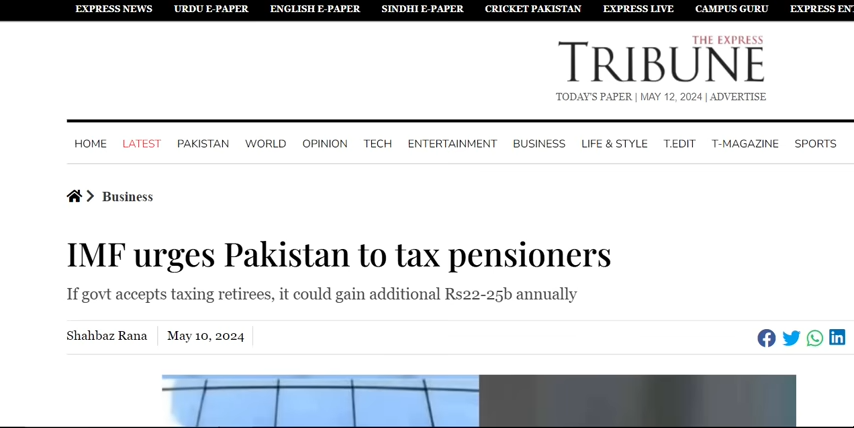 EXPRESS NEWS URDU E-PAPER ENGLISH E-PAPER SINDHI E-PAPER CRICKET PAKISTAN EXPRESS LIVE CAMPUS GURU EXPRESS ENT
THE EXPRESS
TRIBUNE
TODAY'S PAPER | MAY 12, 2024 | ADVERTISE
HOME LATEST PAKISTAN WORLD OPINION TECH ENTERTAINMENT BUSINESS LIFE & STYLE T.EDIT T-MAGAZINE SPORTS
Business
IMF urges Pakistan to tax pensioners
If govt accepts taxing retirees, it could gain additional Rs22-25b annually
Shahbaz Rana May 10, 2024